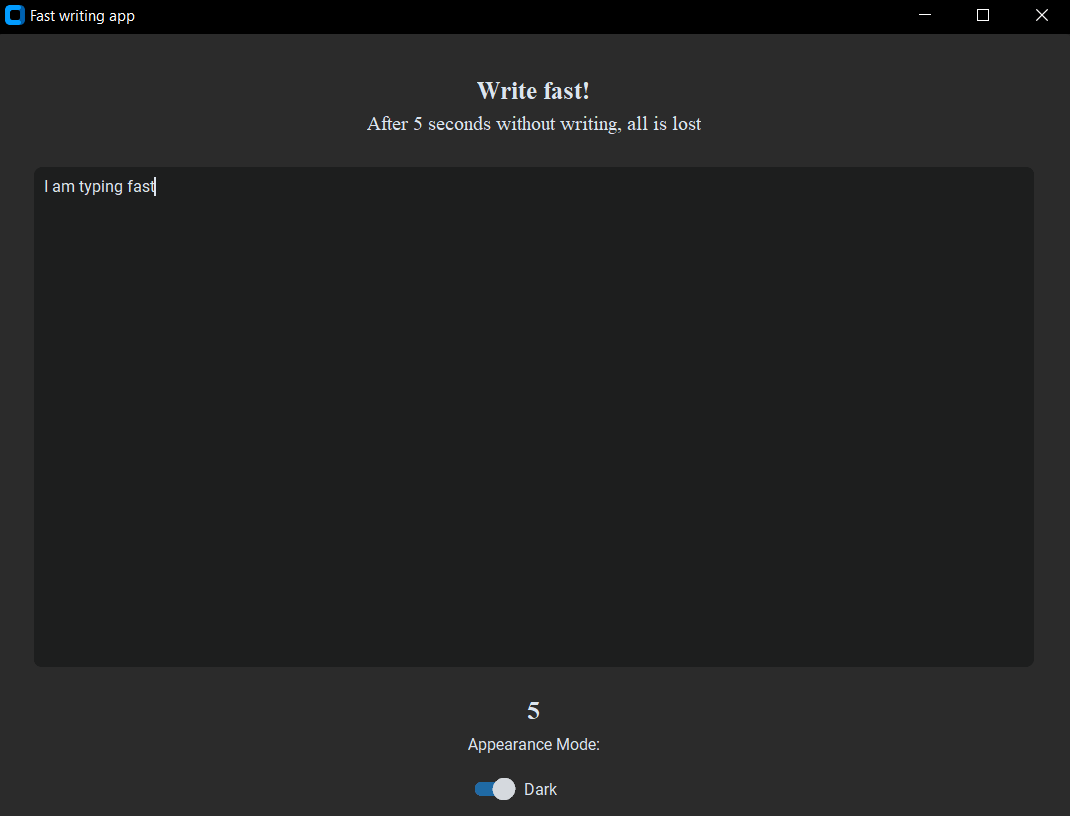 Fast writing app
Write fast!
After 5 seconds without writing, all is lost
I am typing fast
5
Appearance Mode:
Dark